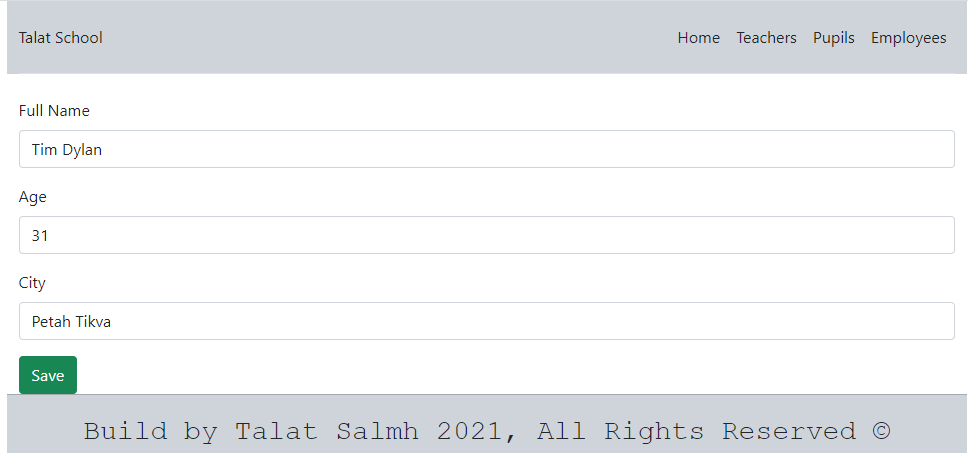 Talat School Home Teachers Pupils Employees
Full Name
Tim Dylan
Age
31
City
Petah Tikva
Save
Build by Talat Salmh 2021, All Rights Reserved ©